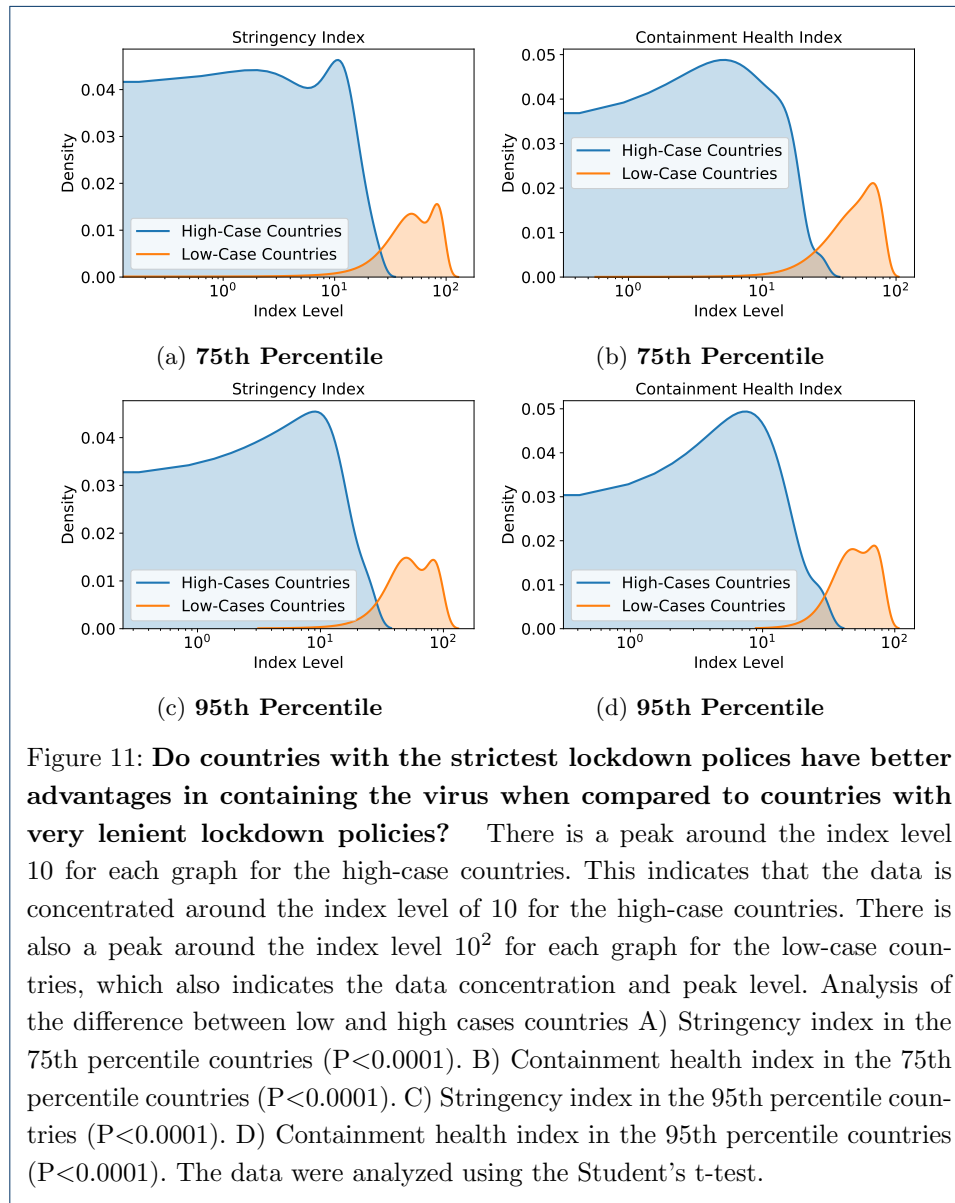 Stringency Index
Density
0.04
0.03
0.02
0.01
0.00
High-Case Countries
Low-Case Countries
10^0 10^1 10^2
Index Level
(a) 75th Percentile
Containment Health Index
Density
0.05
0.04
0.03
0.02
0.01
0.00
High-Case Countries
Low-Case Countries
10^0 10^1 10^2
Index Level
(b) 75th Percentile
Stringency Index
Density
0.04
0.03
0.02
0.01
0.00
High-Cases Countries
Low-Cases Countries
10^0 10^1 10^2
Index Level
(c) 95th Percentile
Containment Health Index
Density
0.05
0.04
0.03
0.02
0.01
0.00
High-Cases Countries
Low-Cases Countries
10^0 10^1 10^2
Index Level
(d) 95th Percentile
Figure 11: Do countries with the strictest lockdown polices have better
advantages in containing the virus when compared to countries with
very lenient lockdown policies? There is a peak around the index level
10 for each graph for the high-case countries. This indicates that the data is
concentrated around the index level of 10 for the high-case countries. There is
also a peak around the index level 10^2 for each graph for the low-case coun-
tries, which also indicates the data concentration and peak level. Analysis of
the difference between low and high cases countries A) Stringency index in the
75th percentile countries (P<0.0001). B) Containment health index in the 75th
percentile countries (P<0.0001). C) Stringency index in the 95th percentile coun-
tries (P<0.0001). D) Containment health index in the 95th percentile countries
(P<0.0001). The data were analyzed using the Student's t-test.